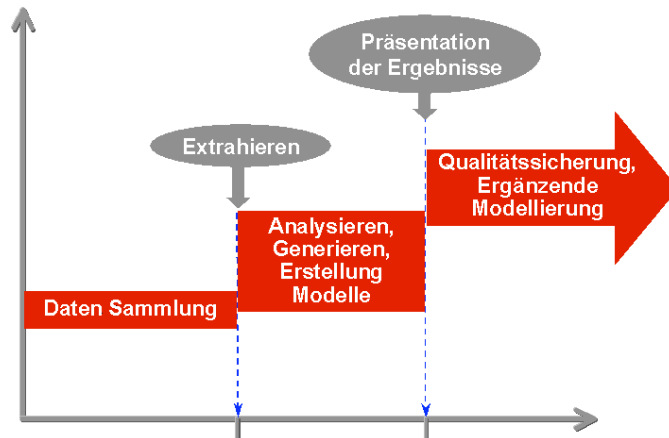 Präsentation
der Ergebnisse
Extrahieren
Qualitätssicherung,
Ergänzende
Modellierung
Analysieren,
Generieren,
Erstellung
Modelle
Daten Sammlung